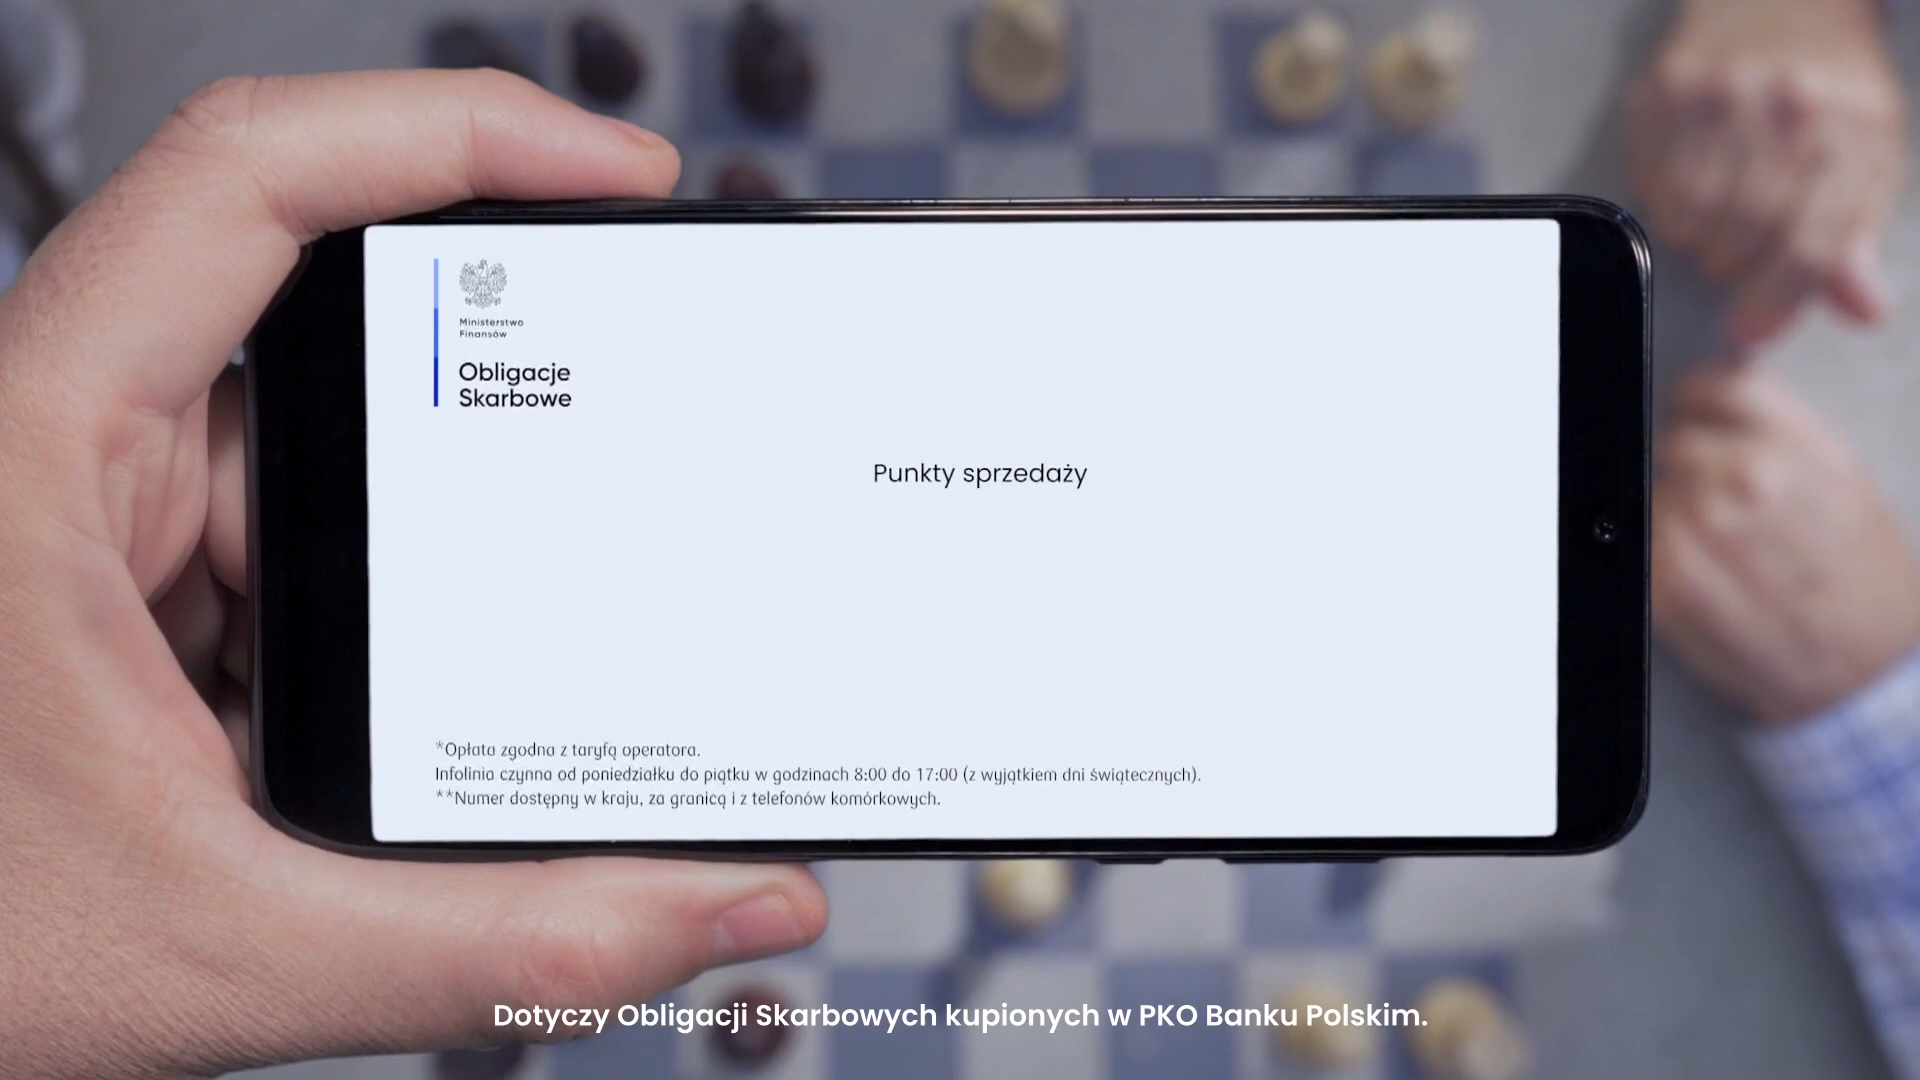 Ministerstwo
Finansów
Obligacje
Skarbowe
Punkty sprzedaży
*Opłata zgodna z taryfą operatora.
Infolinia czynna od poniedziałku do piątku w godzinach 8:00 do 17:00 (z wyjątkiem dni świątecznych).
**Numer dostępny w kraju, za granicą i z telefonów komórkowych.
Dotyczy Obligacji Skarbowych kupionych w PKO Banku Polskim.